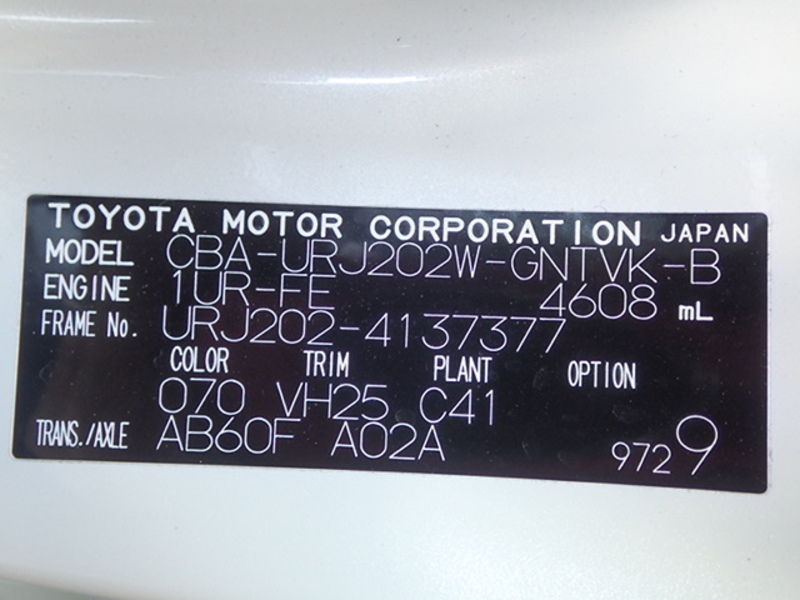 TOYOTA MOTOR CORPORATION JAPAN
MODEL CBA-URJ202W-GNTVK-B
ENGINE 1UR-FE 4608 mL
FRAME No. URJ202-4137377
COLOR TRIM PLANT OPTION
070 VH25 C41
TRANS./AXLE AB60F A02A 9729